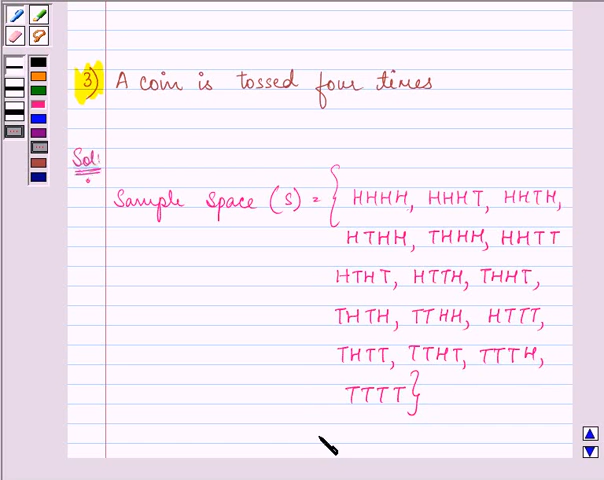 3) A coin is tossed four times
Sol:
Sample Space (S) = { HHHH, HHHT, HHTH,
HTHH, THHH, HHTT
HTHT, HTTH, THHT,
THTH, TTHH, HTTT,
THTT, TTHT, TTTH,
TTTT}